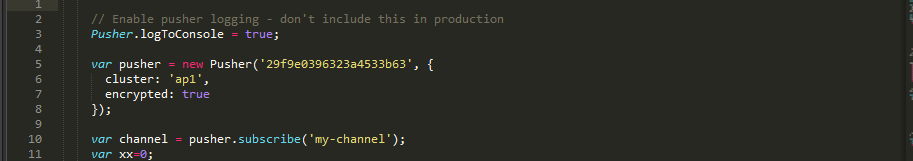 1
2 // Enable pusher logging - don't include this in production
3 Pusher.logToConsole = true;
4
5 var pusher = new Pusher('29f9e0396323a4533b63', {
6 cluster: 'ap1',
7 encrypted: true
8 });
9
10 var channel = pusher.subscribe('my-channel');
11 var xx=0;